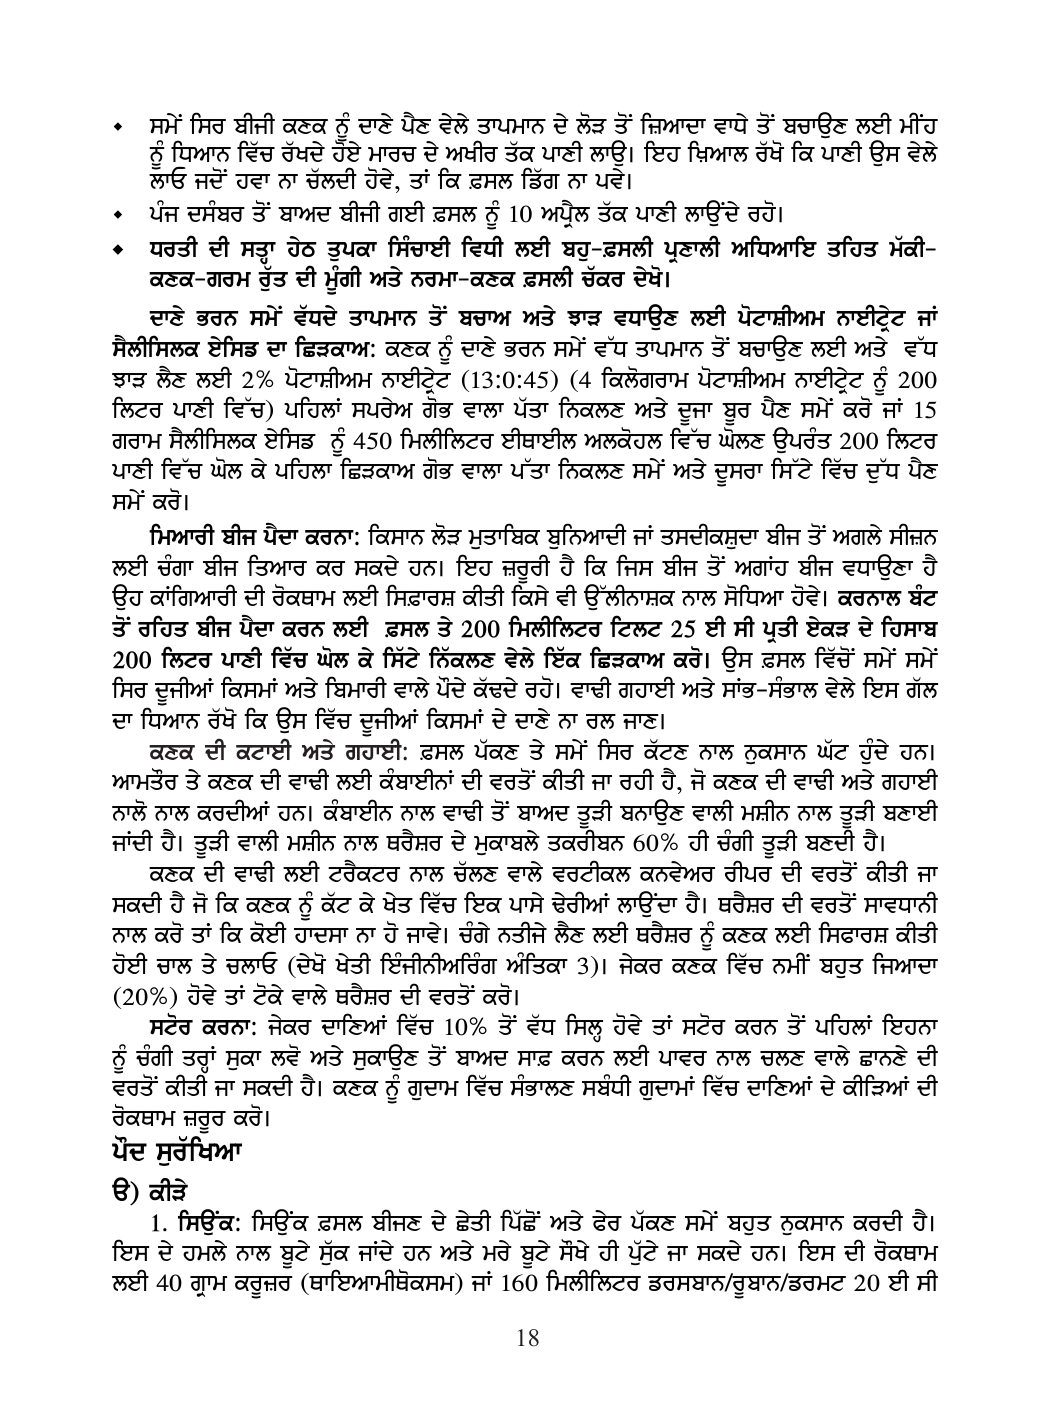 ⬥ ਸਮੇਂ ਸਿਰ ਬੀਜੀ ਕਣਕ ਨੂੰ ਦਾਣੇ ਪੈਣ ਵੇਲੇ ਤਾਪਮਾਨ ਦੇ ਲੋੜ ਤੋਂ ਜ਼ਿਆਦਾ ਵਾਧੇ ਤੋਂ ਬਚਾਉਣ ਲਈ ਮੀਂਹ
ਨੂੰ ਧਿਆਨ ਵਿੱਚ ਰੱਖਦੇ ਹੋਏ ਮਾਰਚ ਦੇ ਅਖੀਰ ਤੱਕ ਪਾਣੀ ਲਾਉ। ਇਹ ਖ਼ਿਆਲ ਰੱਖੋ ਕਿ ਪਾਣੀ ਉਸ ਵੇਲੇ
ਲਾਓ ਜਦੋਂ ਹਵਾ ਨਾ ਚੱਲਦੀ ਹੋਵੇ, ਤਾਂ ਕਿ ਫ਼ਸਲ ਡਿੱਗ ਨਾ ਪਵੇ।
⬥ ਪੰਜ ਦਸੰਬਰ ਤੋਂ ਬਾਅਦ ਬੀਜੀ ਗਈ ਫ਼ਸਲ ਨੂੰ 10 ਅਪ੍ਰੈਲ ਤੱਕ ਪਾਣੀ ਲਾਉਂਦੇ ਰਹੋ।
⬥ ਧਰਤੀ ਦੀ ਸਤ੍ਹਾ ਹੇਠ ਤੁਪਕਾ ਸਿੰਚਾਈ ਵਿਧੀ ਲਈ ਬਹੁ-ਫ਼ਸਲੀ ਪ੍ਰਣਾਲੀ ਅਧਿਆਇ ਤਹਿਤ ਮੱਕੀ-
ਕਣਕ-ਗਰਮ ਰੁੱਤ ਦੀ ਮੂੰਗੀ ਅਤੇ ਨਰਮਾ-ਕਣਕ ਫ਼ਸਲੀ ਚੱਕਰ ਦੇਖੋ।
ਦਾਣੇ ਭਰਨ ਸਮੇਂ ਵੱਧਦੇ ਤਾਪਮਾਨ ਤੋਂ ਬਚਾਅ ਅਤੇ ਝਾੜ ਵਧਾਉਣ ਲਈ ਪੋਟਾਸ਼ੀਅਮ ਨਾਈਟ੍ਰੇਟ ਜਾਂ
ਸੈਲੀਸਿਲਕ ਏਸਿਡ ਦਾ ਛਿੜਕਾਅ: ਕਣਕ ਨੂੰ ਦਾਣੇ ਭਰਨ ਸਮੇਂ ਵੱਧ ਤਾਪਮਾਨ ਤੋਂ ਬਚਾਉਣ ਲਈ ਅਤੇ ਵੱਧ
ਝਾੜ ਲੈਣ ਲਈ 2% ਪੋਟਾਸ਼ੀਅਮ ਨਾਈਟ੍ਰੇਟ (13:0:45) (4 ਕਿਲੋਗਰਾਮ ਪੋਟਾਸ਼ੀਅਮ ਨਾਈਟ੍ਰੇਟ ਨੂੰ 200
ਲਿਟਰ ਪਾਣੀ ਵਿੱਚ) ਪਹਿਲਾਂ ਸਪਰੇਅ ਗੋਭ ਵਾਲਾ ਪੱਤਾ ਨਿਕਲਣ ਅਤੇ ਦੂਜਾ ਬੂਰ ਪੈਣ ਸਮੇਂ ਕਰੋ ਜਾਂ 15
ਗਰਾਮ ਸੈਲੀਸਿਲਕ ਏਸਿਡ ਨੂੰ 450 ਮਿਲੀਲਿਟਰ ਈਥਾਈਲ ਅਲਕੋਹਲ ਵਿੱਚ ਘੋਲਣ ਉਪਰੰਤ 200 ਲਿਟਰ
ਪਾਣੀ ਵਿੱਚ ਘੋਲ ਕੇ ਪਹਿਲਾ ਛਿੜਕਾਅ ਗੋਭ ਵਾਲਾ ਪੱਤਾ ਨਿਕਲਣ ਸਮੇਂ ਅਤੇ ਦੂਸਰਾ ਸਿੱਟੇ ਵਿੱਚ ਦੁੱਧ ਪੈਣ
ਸਮੇਂ ਕਰੋ।
ਮਿਆਰੀ ਬੀਜ ਪੈਦਾ ਕਰਨਾ: ਕਿਸਾਨ ਲੋੜ ਮੁਤਾਬਿਕ ਬੁਨਿਆਦੀ ਜਾਂ ਤਸਦੀਕਸ਼ੁਦਾ ਬੀਜ ਤੋਂ ਅਗਲੇ ਸੀਜ਼ਨ
ਲਈ ਚੰਗਾ ਬੀਜ ਤਿਆਰ ਕਰ ਸਕਦੇ ਹਨ। ਇਹ ਜ਼ਰੂਰੀ ਹੈ ਕਿ ਜਿਸ ਬੀਜ ਤੋਂ ਅਗਾਂਹ ਬੀਜ ਵਧਾਉਣਾ ਹੈ
ਉਹ ਕਾਂਗਿਆਰੀ ਦੀ ਰੋਕਥਾਮ ਲਈ ਸਿਫ਼ਾਰਸ਼ ਕੀਤੀ ਕਿਸੇ ਵੀ ਉੱਲੀਨਾਸ਼ਕ ਨਾਲ ਸੋਧਿਆ ਹੋਵੇ। ਕਰਨਾਲ ਬੰਟ
ਤੋਂ ਰਹਿਤ ਬੀਜ ਪੈਦਾ ਕਰਨ ਲਈ ਫ਼ਸਲ ਤੇ 200 ਮਿਲੀਲਿਟਰ ਟਿਲਟ 25 ਈ ਸੀ ਪ੍ਰਤੀ ਏਕੜ ਦੇ ਹਿਸਾਬ
200 ਲਿਟਰ ਪਾਣੀ ਵਿੱਚ ਘੋਲ ਕੇ ਸਿੱਟੇ ਨਿੱਕਲਣ ਵੇਲੇ ਇੱਕ ਛਿੜਕਾਅ ਕਰੋ। ਉਸ ਫ਼ਸਲ ਵਿੱਚੋਂ ਸਮੇਂ ਸਮੇਂ
ਸਿਰ ਦੂਜੀਆਂ ਕਿਸਮਾਂ ਅਤੇ ਬਿਮਾਰੀ ਵਾਲੇ ਪੌਦੇ ਕੱਢਦੇ ਰਹੋ। ਵਾਢੀ ਗਹਾਈ ਅਤੇ ਸਾਂਭ-ਸੰਭਾਲ ਵੇਲੇ ਇਸ ਗੱਲ
ਦਾ ਧਿਆਨ ਰੱਖੋ ਕਿ ਉਸ ਵਿੱਚ ਦੂਜੀਆਂ ਕਿਸਮਾਂ ਦੇ ਦਾਣੇ ਨਾ ਰਲ ਜਾਣ।
ਕਣਕ ਦੀ ਕਟਾਈ ਅਤੇ ਗਹਾਈ: ਫ਼ਸਲ ਪੱਕਣ ਤੇ ਸਮੇਂ ਸਿਰ ਕੱਟਣ ਨਾਲ ਨੁਕਸਾਨ ਘੱਟ ਹੁੰਦੇ ਹਨ।
ਆਮਤੌਰ ਤੇ ਕਣਕ ਦੀ ਵਾਢੀ ਲਈ ਕੰਬਾਈਨਾਂ ਦੀ ਵਰਤੋਂ ਕੀਤੀ ਜਾ ਰਹੀ ਹੈ, ਜੋ ਕਣਕ ਦੀ ਵਾਢੀ ਅਤੇ ਗਹਾਈ
ਨਾਲੋ ਨਾਲ ਕਰਦੀਆਂ ਹਨ। ਕੰਬਾਈਨ ਨਾਲ ਵਾਢੀ ਤੋਂ ਬਾਅਦ ਤੂੜੀ ਬਨਾਉਣ ਵਾਲੀ ਮਸ਼ੀਨ ਨਾਲ ਤੂੜੀ ਬਣਾਈ
ਜਾਂਦੀ ਹੈ। ਤੂੜੀ ਵਾਲੀ ਮਸ਼ੀਨ ਨਾਲ ਥਰੈਸ਼ਰ ਦੇ ਮੁਕਾਬਲੇ ਤਕਰੀਬਨ 60% ਹੀ ਚੰਗੀ ਤੂੜੀ ਬਣਦੀ ਹੈ।
ਕਣਕ ਦੀ ਵਾਢੀ ਲਈ ਟਰੈਕਟਰ ਨਾਲ ਚੱਲਣ ਵਾਲੇ ਵਰਟੀਕਲ ਕਨਵੇਅਰ ਰੀਪਰ ਦੀ ਵਰਤੋਂ ਕੀਤੀ ਜਾ
ਸਕਦੀ ਹੈ ਜੋ ਕਿ ਕਣਕ ਨੂੰ ਕੱਟ ਕੇ ਖੇਤ ਵਿੱਚ ਇਕ ਪਾਸੇ ਢੇਰੀਆਂ ਲਾਉਂਦਾ ਹੈ। ਥਰੈਸ਼ਰ ਦੀ ਵਰਤੋਂ ਸਾਵਧਾਨੀ
ਨਾਲ ਕਰੋ ਤਾਂ ਕਿ ਕੋਈ ਹਾਦਸਾ ਨਾ ਹੋ ਜਾਵੇ। ਚੰਗੇ ਨਤੀਜੇ ਲੈਣ ਲਈ ਥਰੈਸ਼ਰ ਨੂੰ ਕਣਕ ਲਈ ਸਿਫਾਰਸ਼ ਕੀਤੀ
ਹੋਈ ਚਾਲ ਤੇ ਚਲਾਓ (ਦੇਖੋ ਖੇਤੀ ਇੰਜੀਨੀਅਰਿੰਗ ਅੰਤਿਕਾ 3)। ਜੇਕਰ ਕਣਕ ਵਿੱਚ ਨਮੀਂ ਬਹੁਤ ਜਿਆਦਾ
(20%) ਹੋਵੇ ਤਾਂ ਟੋਕੇ ਵਾਲੇ ਥਰੈਸ਼ਰ ਦੀ ਵਰਤੋਂ ਕਰੋ।
ਸਟੋਰ ਕਰਨਾ: ਜੇਕਰ ਦਾਣਿਆਂ ਵਿੱਚ 10% ਤੋਂ ਵੱਧ ਸਿਲ੍ਹ ਹੋਵੇ ਤਾਂ ਸਟੋਰ ਕਰਨ ਤੋਂ ਪਹਿਲਾਂ ਇਹਨਾ
ਨੂੰ ਚੰਗੀ ਤਰ੍ਹਾਂ ਸੁਕਾ ਲਵੋ ਅਤੇ ਸੁਕਾਉਣ ਤੋਂ ਬਾਅਦ ਸਾਫ਼ ਕਰਨ ਲਈ ਪਾਵਰ ਨਾਲ ਚਲਣ ਵਾਲੇ ਛਾਨਣੇ ਦੀ
ਵਰਤੋਂ ਕੀਤੀ ਜਾ ਸਕਦੀ ਹੈ। ਕਣਕ ਨੂੰ ਗੁਦਾਮ ਵਿੱਚ ਸੰਭਾਲਣ ਸਬੰਧੀ ਗੁਦਾਮਾਂ ਵਿੱਚ ਦਾਣਿਆਂ ਦੇ ਕੀੜਿਆਂ ਦੀ
ਰੋਕਥਾਮ ਜ਼ਰੂਰ ਕਰੋ।
ਪੌਦ ਸੁਰੱਖਿਆ
ੳ) ਕੀੜੇ
1. ਸਿਉਂਕ: ਸਿਉਂਕ ਫ਼ਸਲ ਬੀਜਣ ਦੇ ਛੇਤੀ ਪਿੱਛੋਂ ਅਤੇ ਫੇਰ ਪੱਕਣ ਸਮੇਂ ਬਹੁਤ ਨੁਕਸਾਨ ਕਰਦੀ ਹੈ।
ਇਸ ਦੇ ਹਮਲੇ ਨਾਲ ਬੂਟੇ ਸੁੱਕ ਜਾਂਦੇ ਹਨ ਅਤੇ ਮਰੇ ਬੂਟੇ ਸੌਖੇ ਹੀ ਪੁੱਟੇ ਜਾ ਸਕਦੇ ਹਨ। ਇਸ ਦੀ ਰੋਕਥਾਮ
ਲਈ 40 ਗ੍ਰਾਮ ਕਰੂਜ਼ਰ (ਥਾਇਆਮੀਥੋਕਸਮ) ਜਾਂ 160 ਮਿਲੀਲਿਟਰ ਡਰਸਬਾਨ/ਰੂਬਾਨ/ਡਰਮਟ 20 ਈ ਸੀ
18